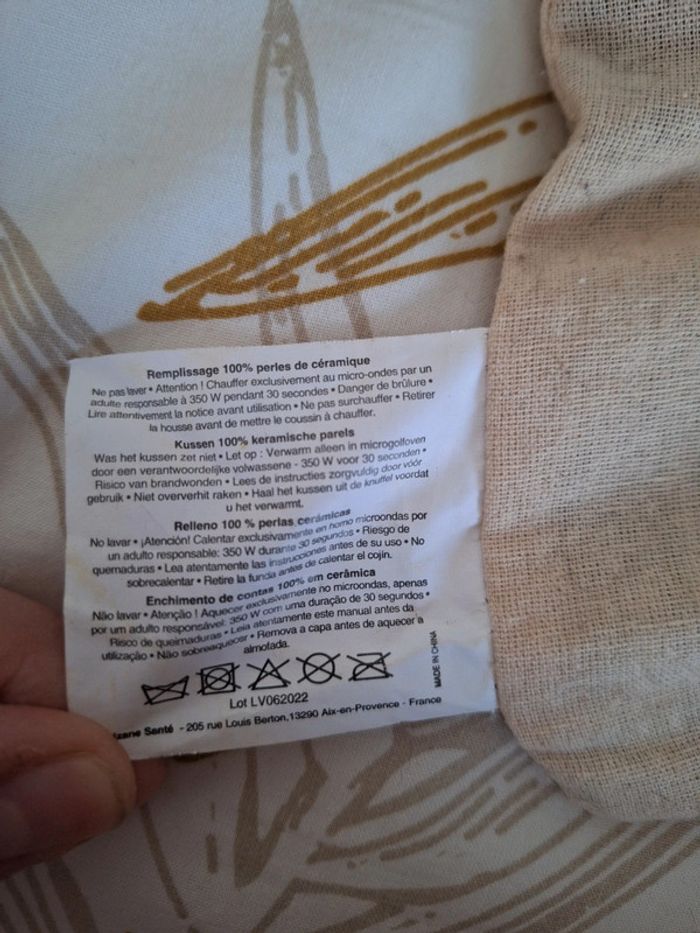 Remplissage 100% perles de céramique
Ne pas laver • Attention ! Chauffer exclusivement au micro-ondes par un
adulte responsable à 350 W pendant 30 secondes • Danger de brûlure •
Lire attentivement la notice avant utilisation • Ne pas surchauffer • Retirer
la housse avant de mettre le coussin à chauffer.
Kussen 100% keramische parels
Was het kussen zet niet • Let op : Verwarm alleen in microgolfoven
door een verantwoordelijke volwassene - 350 W voor 30 seconden •
Risico van brandwonden • Lees de instructies zorgvuldig door vóór
gebruik • Niet oververhit raken • Haal het kussen uit de knuffel voordat
u het verwarmt.
Relleno 100 % perlas cerámicas
No lavar • ¡Atención! Calentar exclusivamente en horno microondas por
un adulto responsable: 350 W durante 30 segundos • Riesgo de
quemaduras • Lea atentamente las instrucciones antes de su uso • No
sobrecalentar • Retire la funda antes de calentar el cojín.
Enchimento de contas 100% em cerâmica
Não lavar • Atenção ! Aquecer exclusivamente no microondas, apenas
por um adulto responsável: 350 W com uma duração de 30 segundos •
Risco de queimaduras • Leia atentamente este manual antes da
utilização • Não sobreaquecer • Remova a capa antes de aquecer a
almofada.
MADE IN CHINA
Lot LV062022
Santé - 205 rue Louis Berton,13290 Aix-en-Provence - France